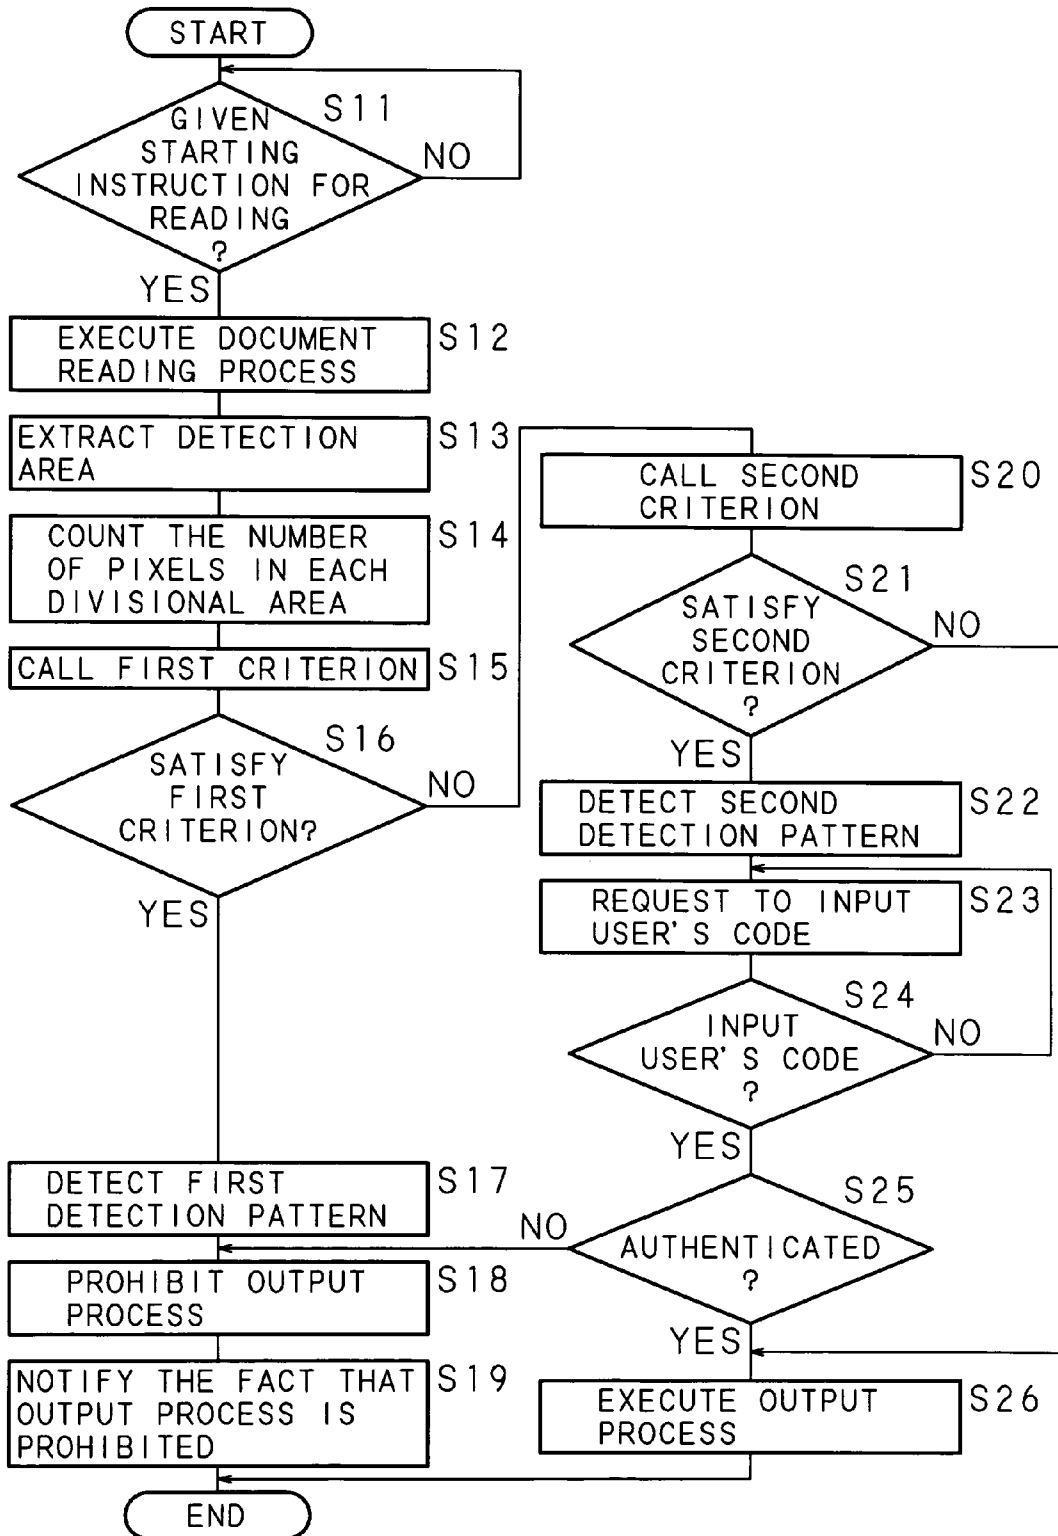 START
S11
GIVEN
STARTING
INSTRUCTION FOR
READING
?
NO
YES
EXECUTE DOCUMENT
READING PROCESS
S12
EXTRACT DETECTION
AREA
S13
COUNT THE NUMBER
OF PIXELS IN EACH
DIVISIONAL AREA
S14
CALL FIRST CRITERION
S15
S16
SATISFY
FIRST
CRITERION?
NO
YES
DETECT FIRST
DETECTION PATTERN
S17
PROHIBIT OUTPUT
PROCESS
S18
NOTIFY THE FACT THAT
OUTPUT PROCESS IS
PROHIBITED
S19
END
CALL SECOND
CRITERION
S20
S21
SATISFY
SECOND
CRITERION
?
NO
YES
DETECT SECOND
DETECTION PATTERN
S22
REQUEST TO INPUT
USER'S CODE
S23
S24
INPUT
USER'S CODE
?
NO
YES
S25
AUTHENTICATED
?
NO
YES
EXECUTE OUTPUT
PROCESS
S26